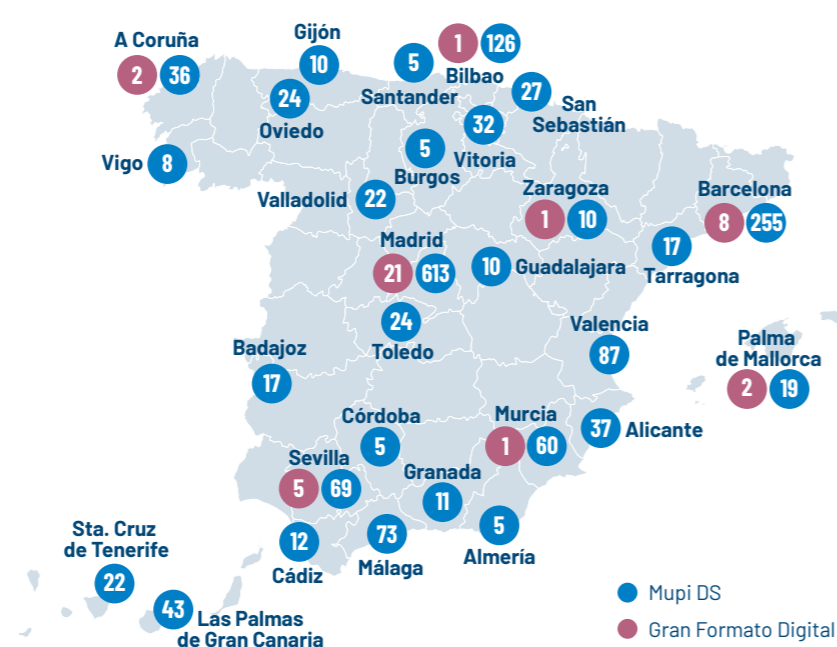 Gijón
10
A Coruña
2 36
1 126
Bilbao
5
Santander
24
Oviedo
27
San
Sebastián
32
Vitoria
5
Burgos
Vigo 8
Valladolid 22
Zaragoza
1 10
Barcelona
8 255
Madrid
21 613
10 Guadalajara
17
Tarragona
24
Toledo
Valencia
87
Palma
de Mallorca
2 19
Badajoz
17
Córdoba
5
Murcia
1 60
37 Alicante
Sevilla
5 69
Granada
11
12
Cádiz
73
Málaga
5
Almería
Sta. Cruz
de Tenerife
22
43 Las Palmas
de Gran Canaria
Mupi DS
Gran Formato Digital